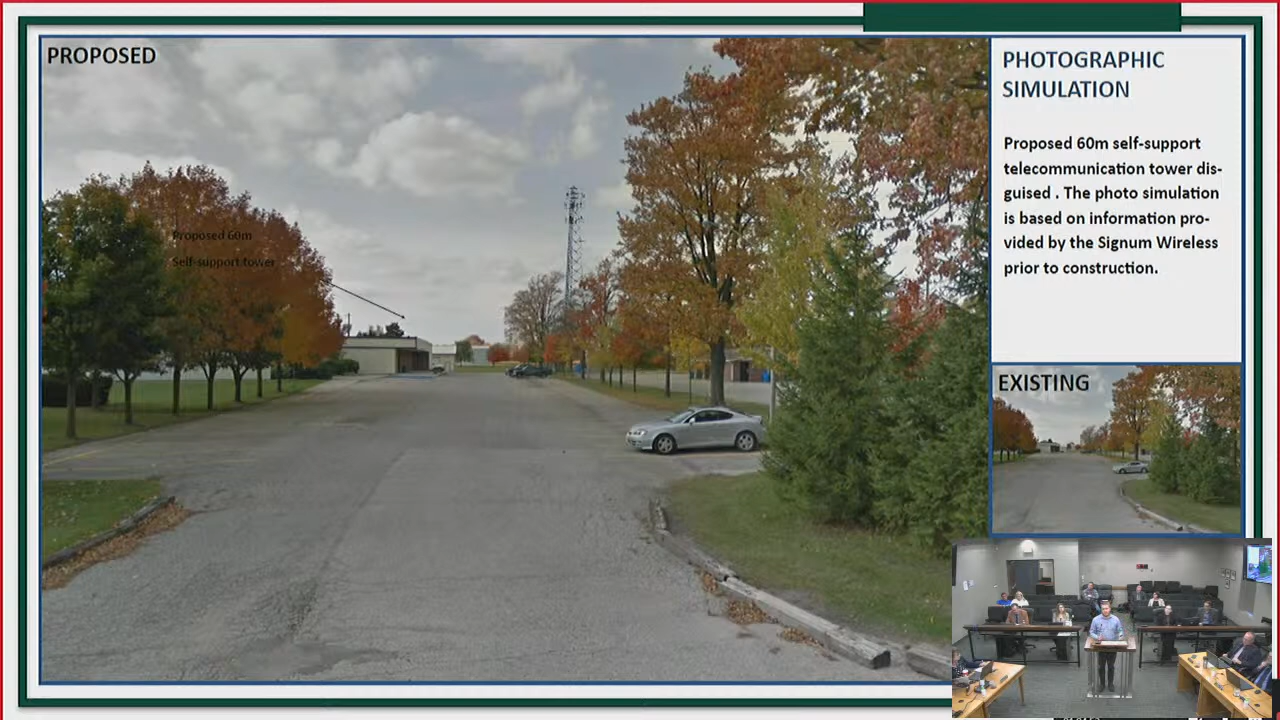 PROPOSED
Proposed 60m
Self-support tower
PHOTOGRAPHIC
SIMULATION
Proposed 60m self-support
telecommunication tower dis-
guised . The photo simulation
is based on information pro-
vided by the Signum Wireless
prior to construction.
EXISTING